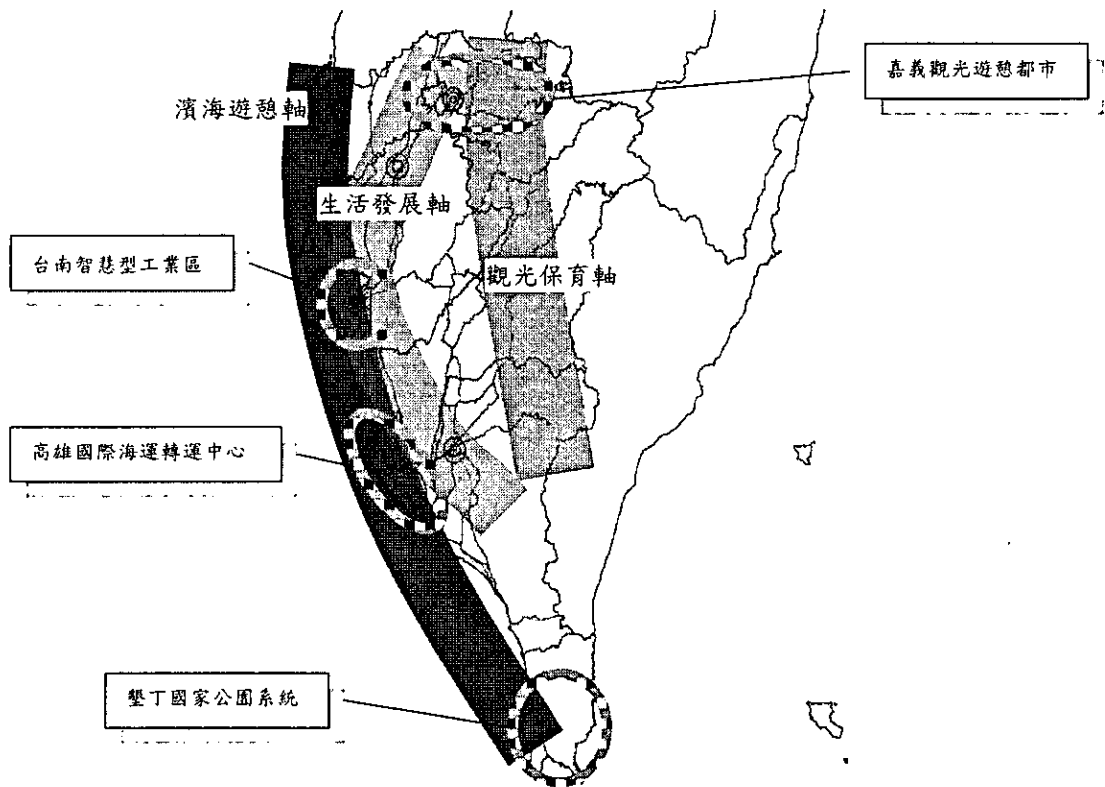 嘉義觀光遊憩都市
濱海遊憩軸
生活發展軸
台南智慧型工業區
觀光保育軸
高雄國際海運轉運中心
墾丁國家公園系統